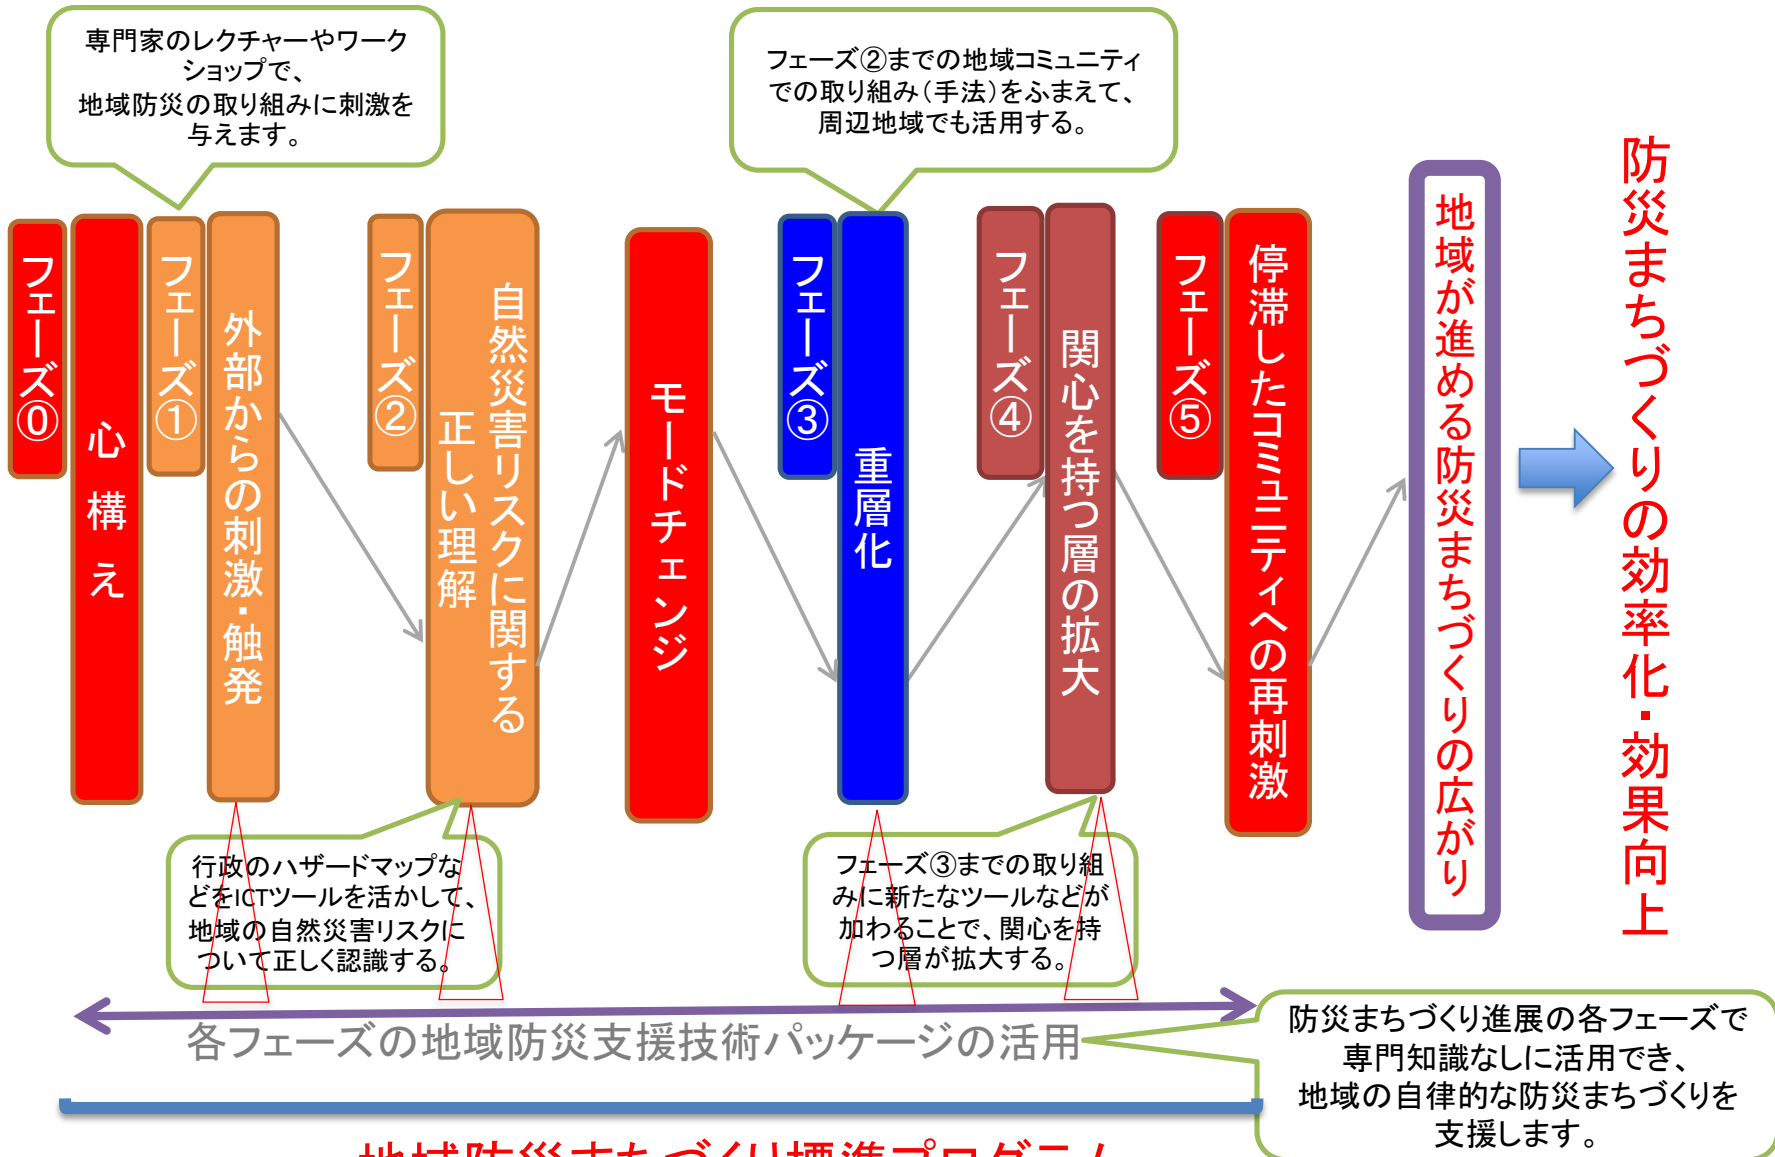 専門家のレクチャーやワーク
ショップで、
地域防災の取り組みに刺激を
与えます。
フェーズ②までの地域コミュニティ
での取り組み（手法）をふまえて、
周辺地域でも活用する。
フェーズ⓪
心構え
フェーズ①
外部からの刺激・触発
フェーズ②
自然災害リスクに関する
正しい理解
モードチェンジ
フェーズ③
重層化
フェーズ④
関心を持つ層の拡大
フェーズ⑤
停滞したコミュニティへの再刺激
地域が進める防災まちづくりの広がり
防災まちづくりの効率化・効果向上
行政のハザードマップな
どをICTツールを活かして、
地域の自然災害リスクに
ついて正しく認識する。
フェーズ③までの取り組
みに新たなツールなどが
加わることで、関心を持
つ層が拡大する。
各フェーズの地域防災支援技術パッケージの活用
防災まちづくり進展の各フェーズで
専門知識なしに活用でき、
地域の自律的な防災まちづくりを
支援します。
地域防災まちづくり標準プログラム